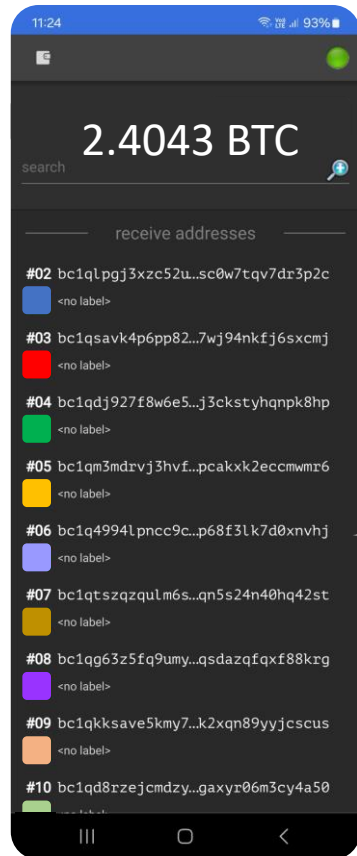 11:24 Vo) LTE 93%
2.4043 BTC
search
receive addresses
#02 bc1qlpgj3xzc52u…sc0w7tqv7dr3p2c
<no label>
#03 bc1qsavk4p6pp82…7wj94nkfj6sxcmj
<no label>
#04 bc1qdj927f8w6e5…j3ckstyhqnpk8hp
<no label>
#05 bc1qm3mdrvj3hvf…pcakxk2eccmwmr6
<no label>
#06 bc1q4994lpncc9c…p68f3lk7d0xnvhj
<no label>
#07 bc1qtszqzqulm6s…qn5s24n40hq42st
<no label>
#08 bc1qg63z5fq9umy…qsdazqfqxf88krg
<no label>
#09 bc1qkksave5kmy7…k2xqn89yyjcscus
<no label>
#10 bc1qd8rzejcmdzy…gaxyr06m3cy4a50